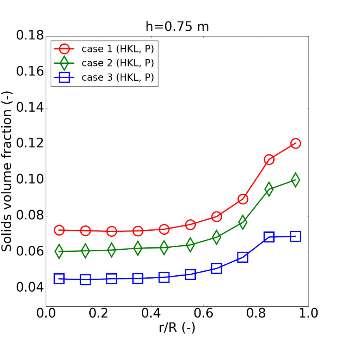 h=0.75 m
0.18
0.16
0.14
0.12
0.10
0.08
0.06
0.04
Solids volume fraction (-)
case 1 (HKL, P)
case 2 (HKL, P)
case 3 (HKL, P)
0.0 0.2 0.4 0.6 0.8 1.0
r/R (-)